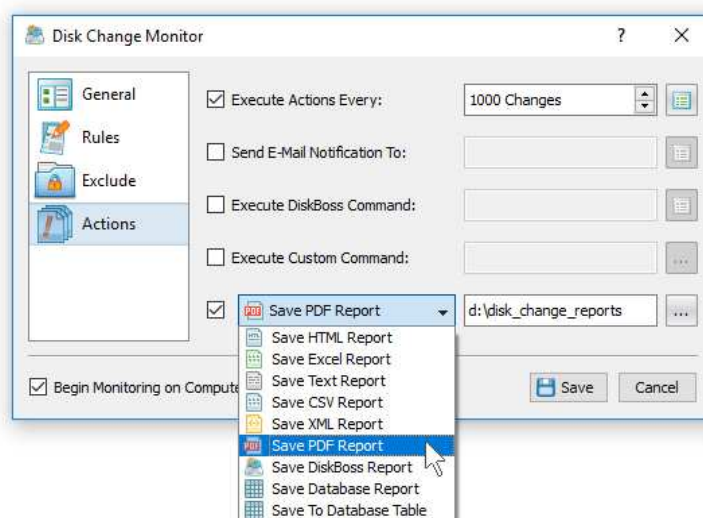 Disk Change Monitor
?
General
Rules
Exclude
Actions
Execute Actions Every:
1000 Changes
Send E-Mail Notification To:
Execute DiskBoss Command:
Execute Custom Command:
...
PDF Save PDF Report
d:\disk_change_reports
...
Save HTML Report
Save Excel Report
Save Text Report
Save CSV Report
Save XML Report
Save PDF Report
Save DiskBoss Report
Save Database Report
Save To Database Table
Begin Monitoring on
Save
Cancel